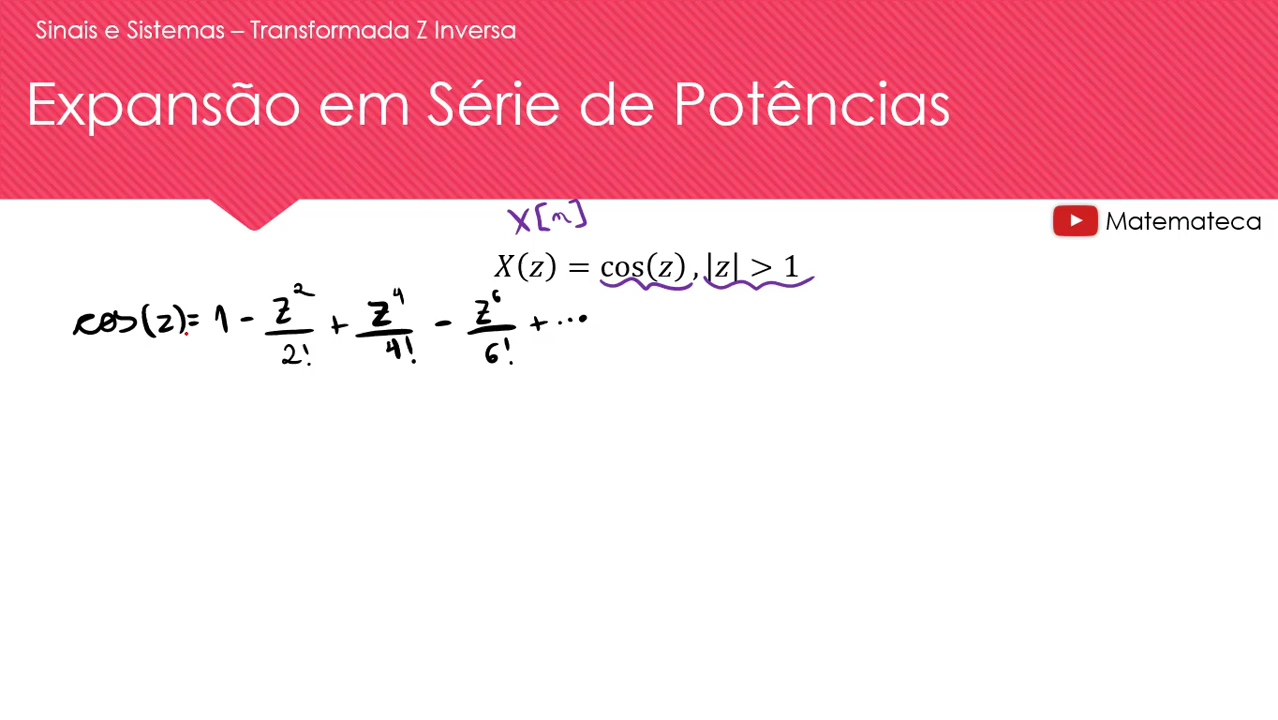 Sinais e Sistemas – Transformada Z Inversa
Expansão em Série de Potências
x[n]
Matemateca
X(z) = cos(z) , |z| > 1
cos(z)= 1 - z²/2! + z⁴/4! - z⁶/6! + ...